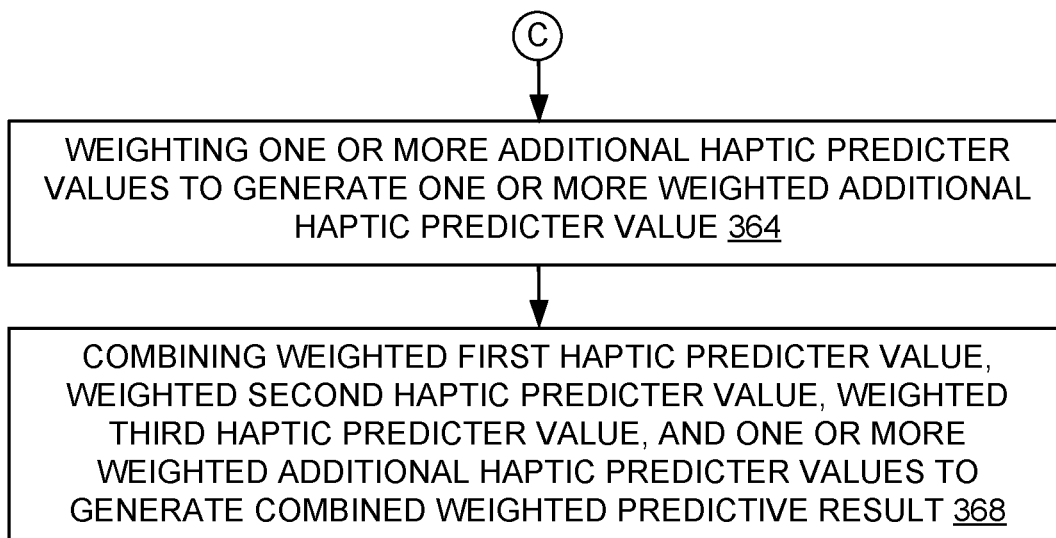 C
WEIGHTING ONE OR MORE ADDITIONAL HAPTIC PREDICTER
VALUES TO GENERATE ONE OR MORE WEIGHTED ADDITIONAL
HAPTIC PREDICTER VALUE 364
COMBINING WEIGHTED FIRST HAPTIC PREDICTER VALUE,
WEIGHTED SECOND HAPTIC PREDICTER VALUE, WEIGHTED
THIRD HAPTIC PREDICTER VALUE, AND ONE OR MORE
WEIGHTED ADDITIONAL HAPTIC PREDICTER VALUES TO
GENERATE COMBINED WEIGHTED PREDICTIVE RESULT 368